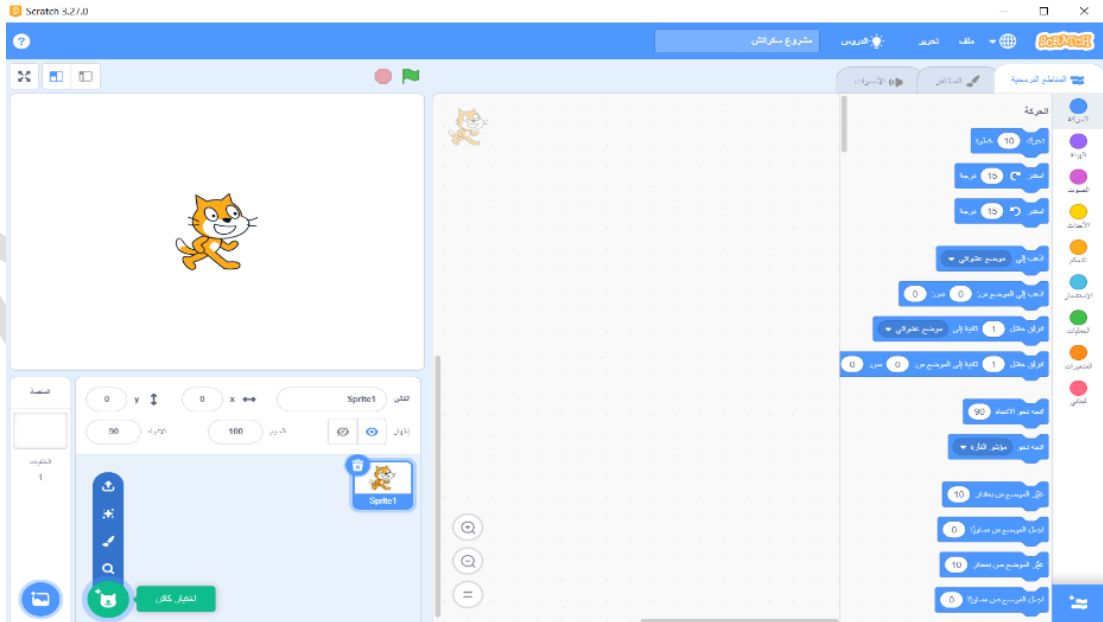 Scratch 3.27.0
SCRATCH
ملف
تحرير
الدروس
مشروع سكراتش
المقاطع البرمجية
المظاهر
الأصوات
الحركة
الهيئة
الصوت
الأحداث
التحكم
الإستشعار
العمليات
المتغيرات
لبناتي
الحركة
تحرك 10 خطوة
استدر 15 درجة
استدر 15 درجة
اذهب إلى موضع عشوائي
اذهب إلى الموضع س: 0 ص: 0
انزلق خلال 1 ثانية إلى موضع عشوائي
انزلق خلال 1 ثانية إلى الموضع س: 0 ص: 0
اتجه نحو الاتجاه 90
اتجه نحو مؤشر الفأرة
غيّر الموضع س بمقدار 10
اجعل الموضع س مساويًا 0
غيّر الموضع ص بمقدار 10
اجعل الموضع ص مساويًا 0
الكائن Sprite1 x 0 y 0
إظهار الحجم 100 الاتجاه 90
Sprite1
اختيار كائن
المنصة
الخلفيات
1